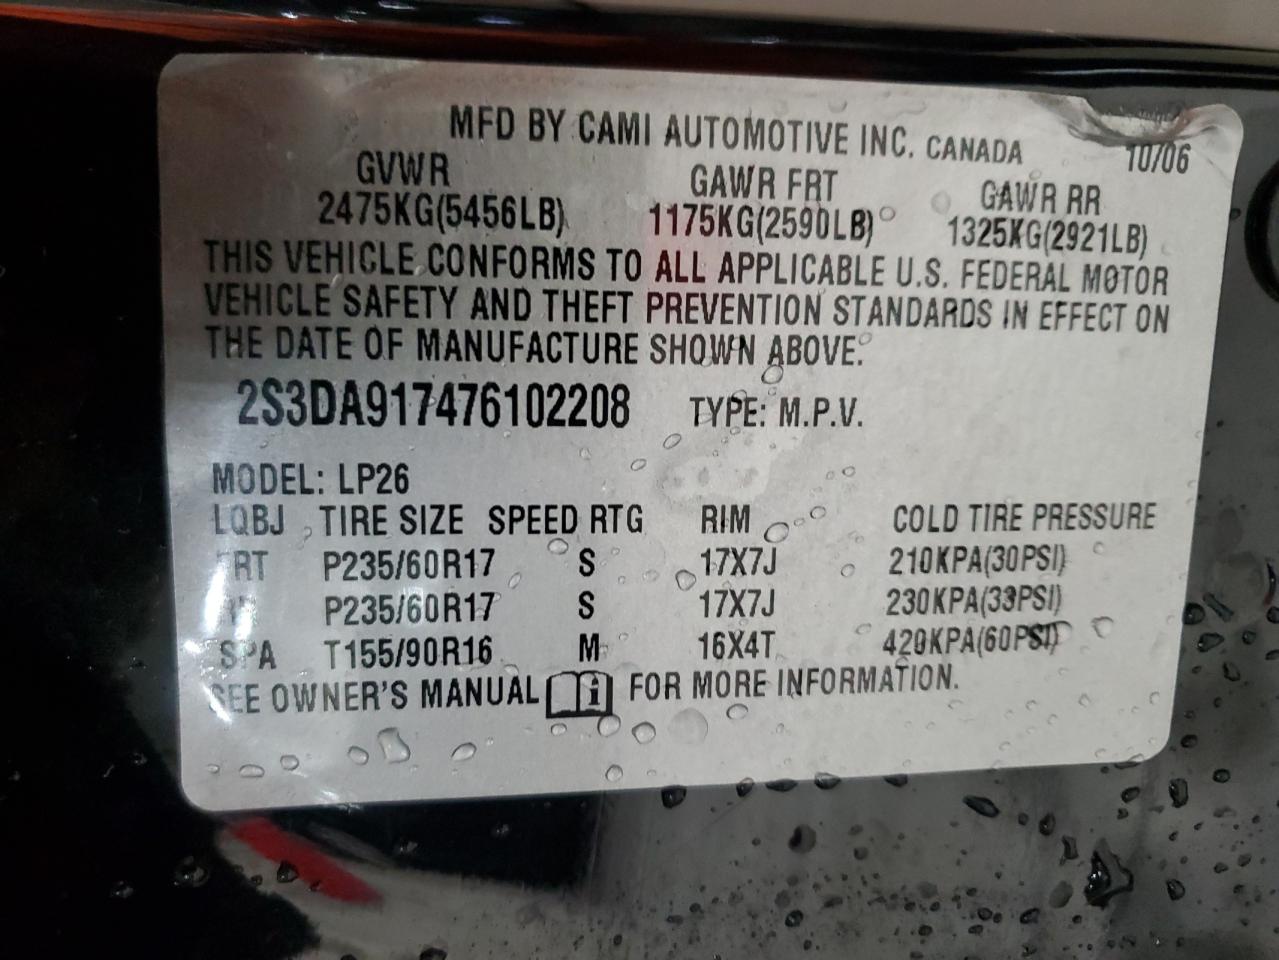 MFD BY CAMI AUTOMOTIVE INC. CANADA 10/06
GVWR GAWR FRT GAWR RR
2475KG(5456LB) 1175KG(2590LB) 1325KG(2921LB)
THIS VEHICLE CONFORMS TO ALL APPLICABLE U.S. FEDERAL MOTOR
VEHICLE SAFETY AND THEFT PREVENTION STANDARDS IN EFFECT ON
THE DATE OF MANUFACTURE SHOWN ABOVE.
2S3DA917476102208 TYPE: M.P.V.
MODEL: LP26
LQBJ TIRE SIZE SPEED RTG RIM COLD TIRE PRESSURE
FRT P235/60R17 S 17X7J 210KPA(30PSI)
P235/60R17 S 17X7J 230KPA(33PSI)
SPA T155/90R16 M 16X4T 420KPA(60PSI)
SEE OWNER'S MANUAL i FOR MORE INFORMATION.